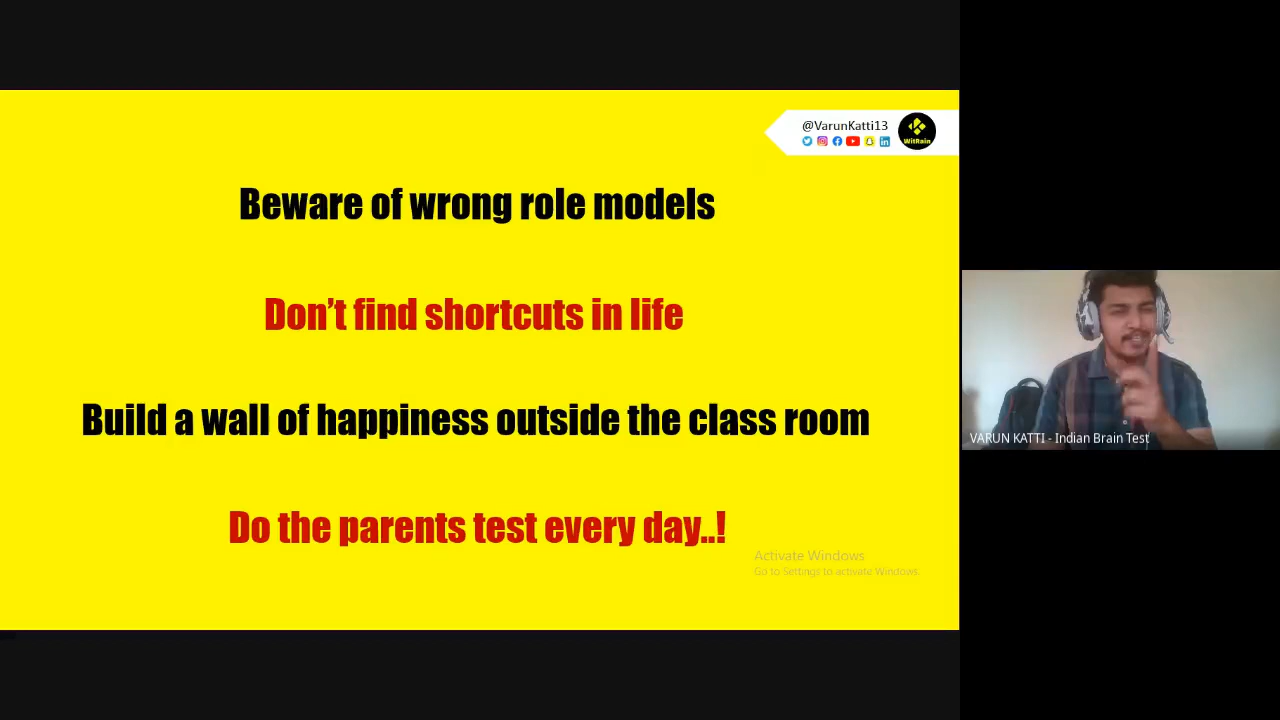 @VarunKatti13
WitRain
Beware of wrong role models
Don’t find shortcuts in life
Build a wall of happiness outside the class room
Do the parents test every day..!
Activate Windows
Go to Settings to activate Windows.
VARUN KATTI - Indian Brain Test